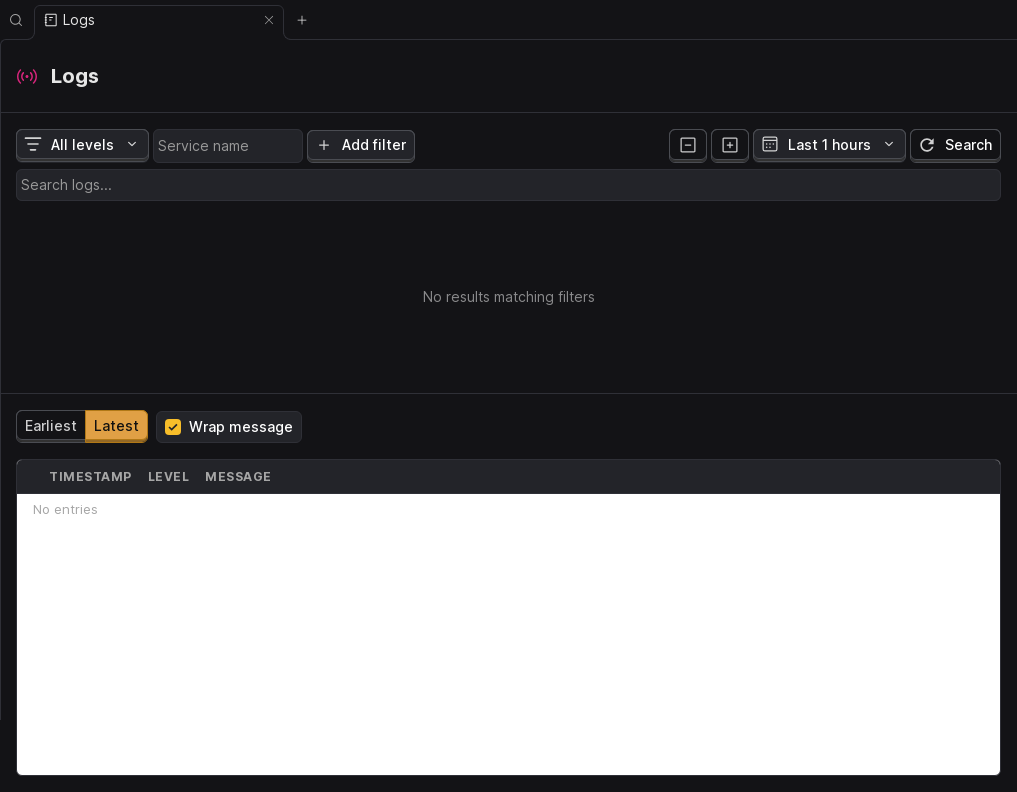 Logs
Logs
All levels
Service name
Add filter
Last 1 hours
Search
Search logs...
No results matching filters
Earliest
Latest
Wrap message
TIMESTAMP LEVEL MESSAGE
No entries